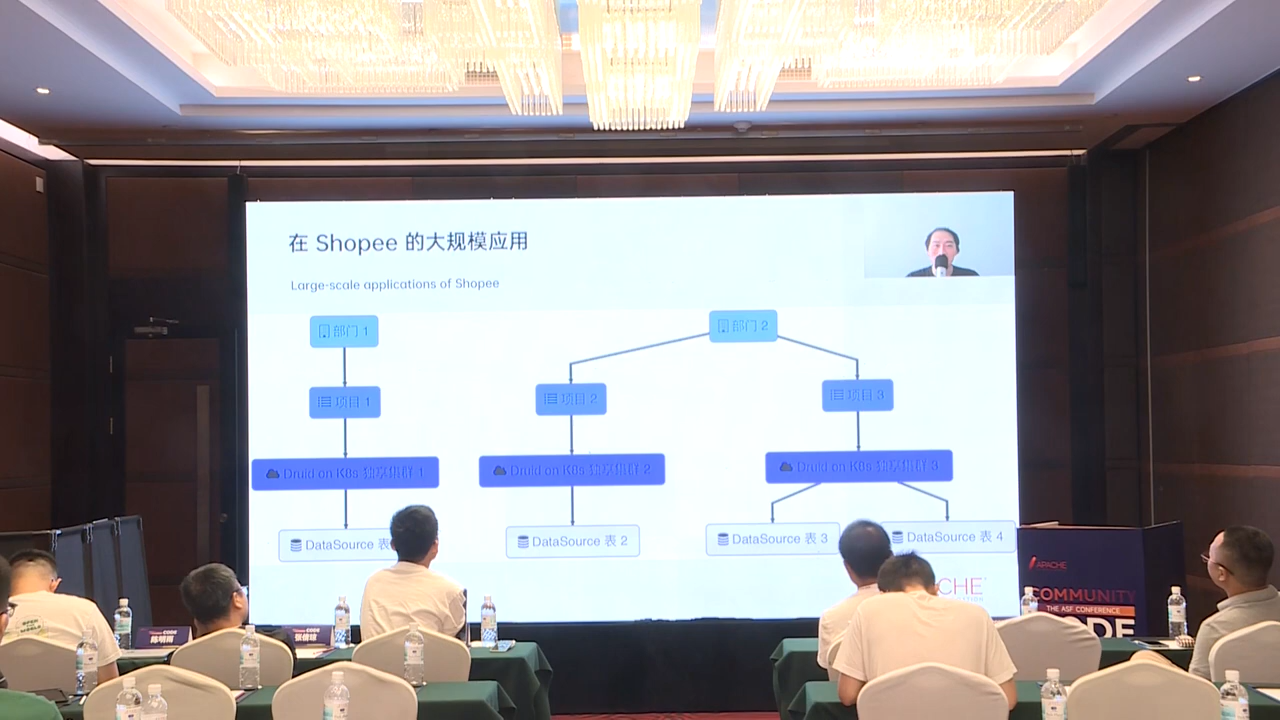 在 Shopee 的大规模应用
Large-scale applications of Shopee
部门 1
部门 2
项目 1
项目 2
项目 3
Druid on K8s 独享集群 1
Druid on K8s 独享集群 2
Druid on K8s 独享集群 3
DataSource 表
DataSource 表 2
DataSource 表 3
DataSource 表 4
CHE
APACHE
COMMUNITY
THE ASF CONFERENCE
CODE